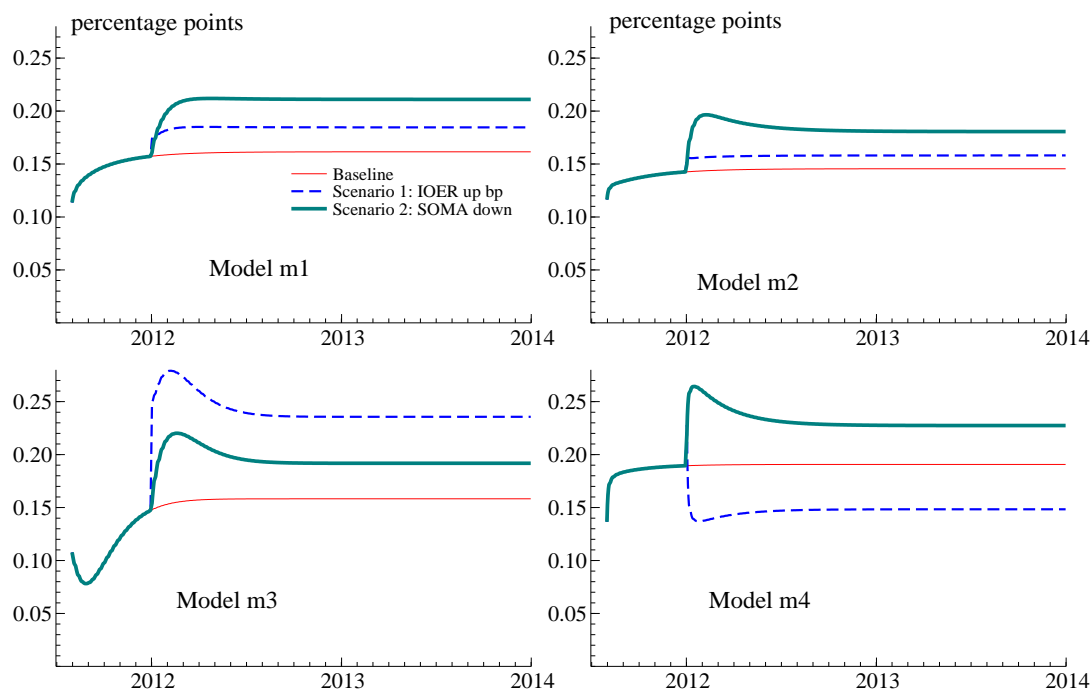 percentage points
0.25
0.20
0.15
0.10
0.05
Baseline
Scenario 1: IOER up bp
Scenario 2: SOMA down
Model m1
2012 2013 2014
percentage points
0.25
0.20
0.15
0.10
0.05
Model m2
2012 2013 2014
0.25
0.20
0.15
0.10
0.05
Model m3
2012 2013 2014
0.25
0.20
0.15
0.10
0.05
Model m4
2012 2013 2014